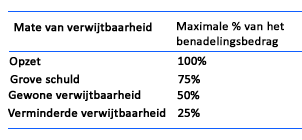 Mate van verwijtbaarheid Maximale % van het
benadelingsbedrag
Opzet 100%
Grove schuld 75%
Gewone verwijtbaarheid 50%
Verminderde verwijtbaarheid 25%